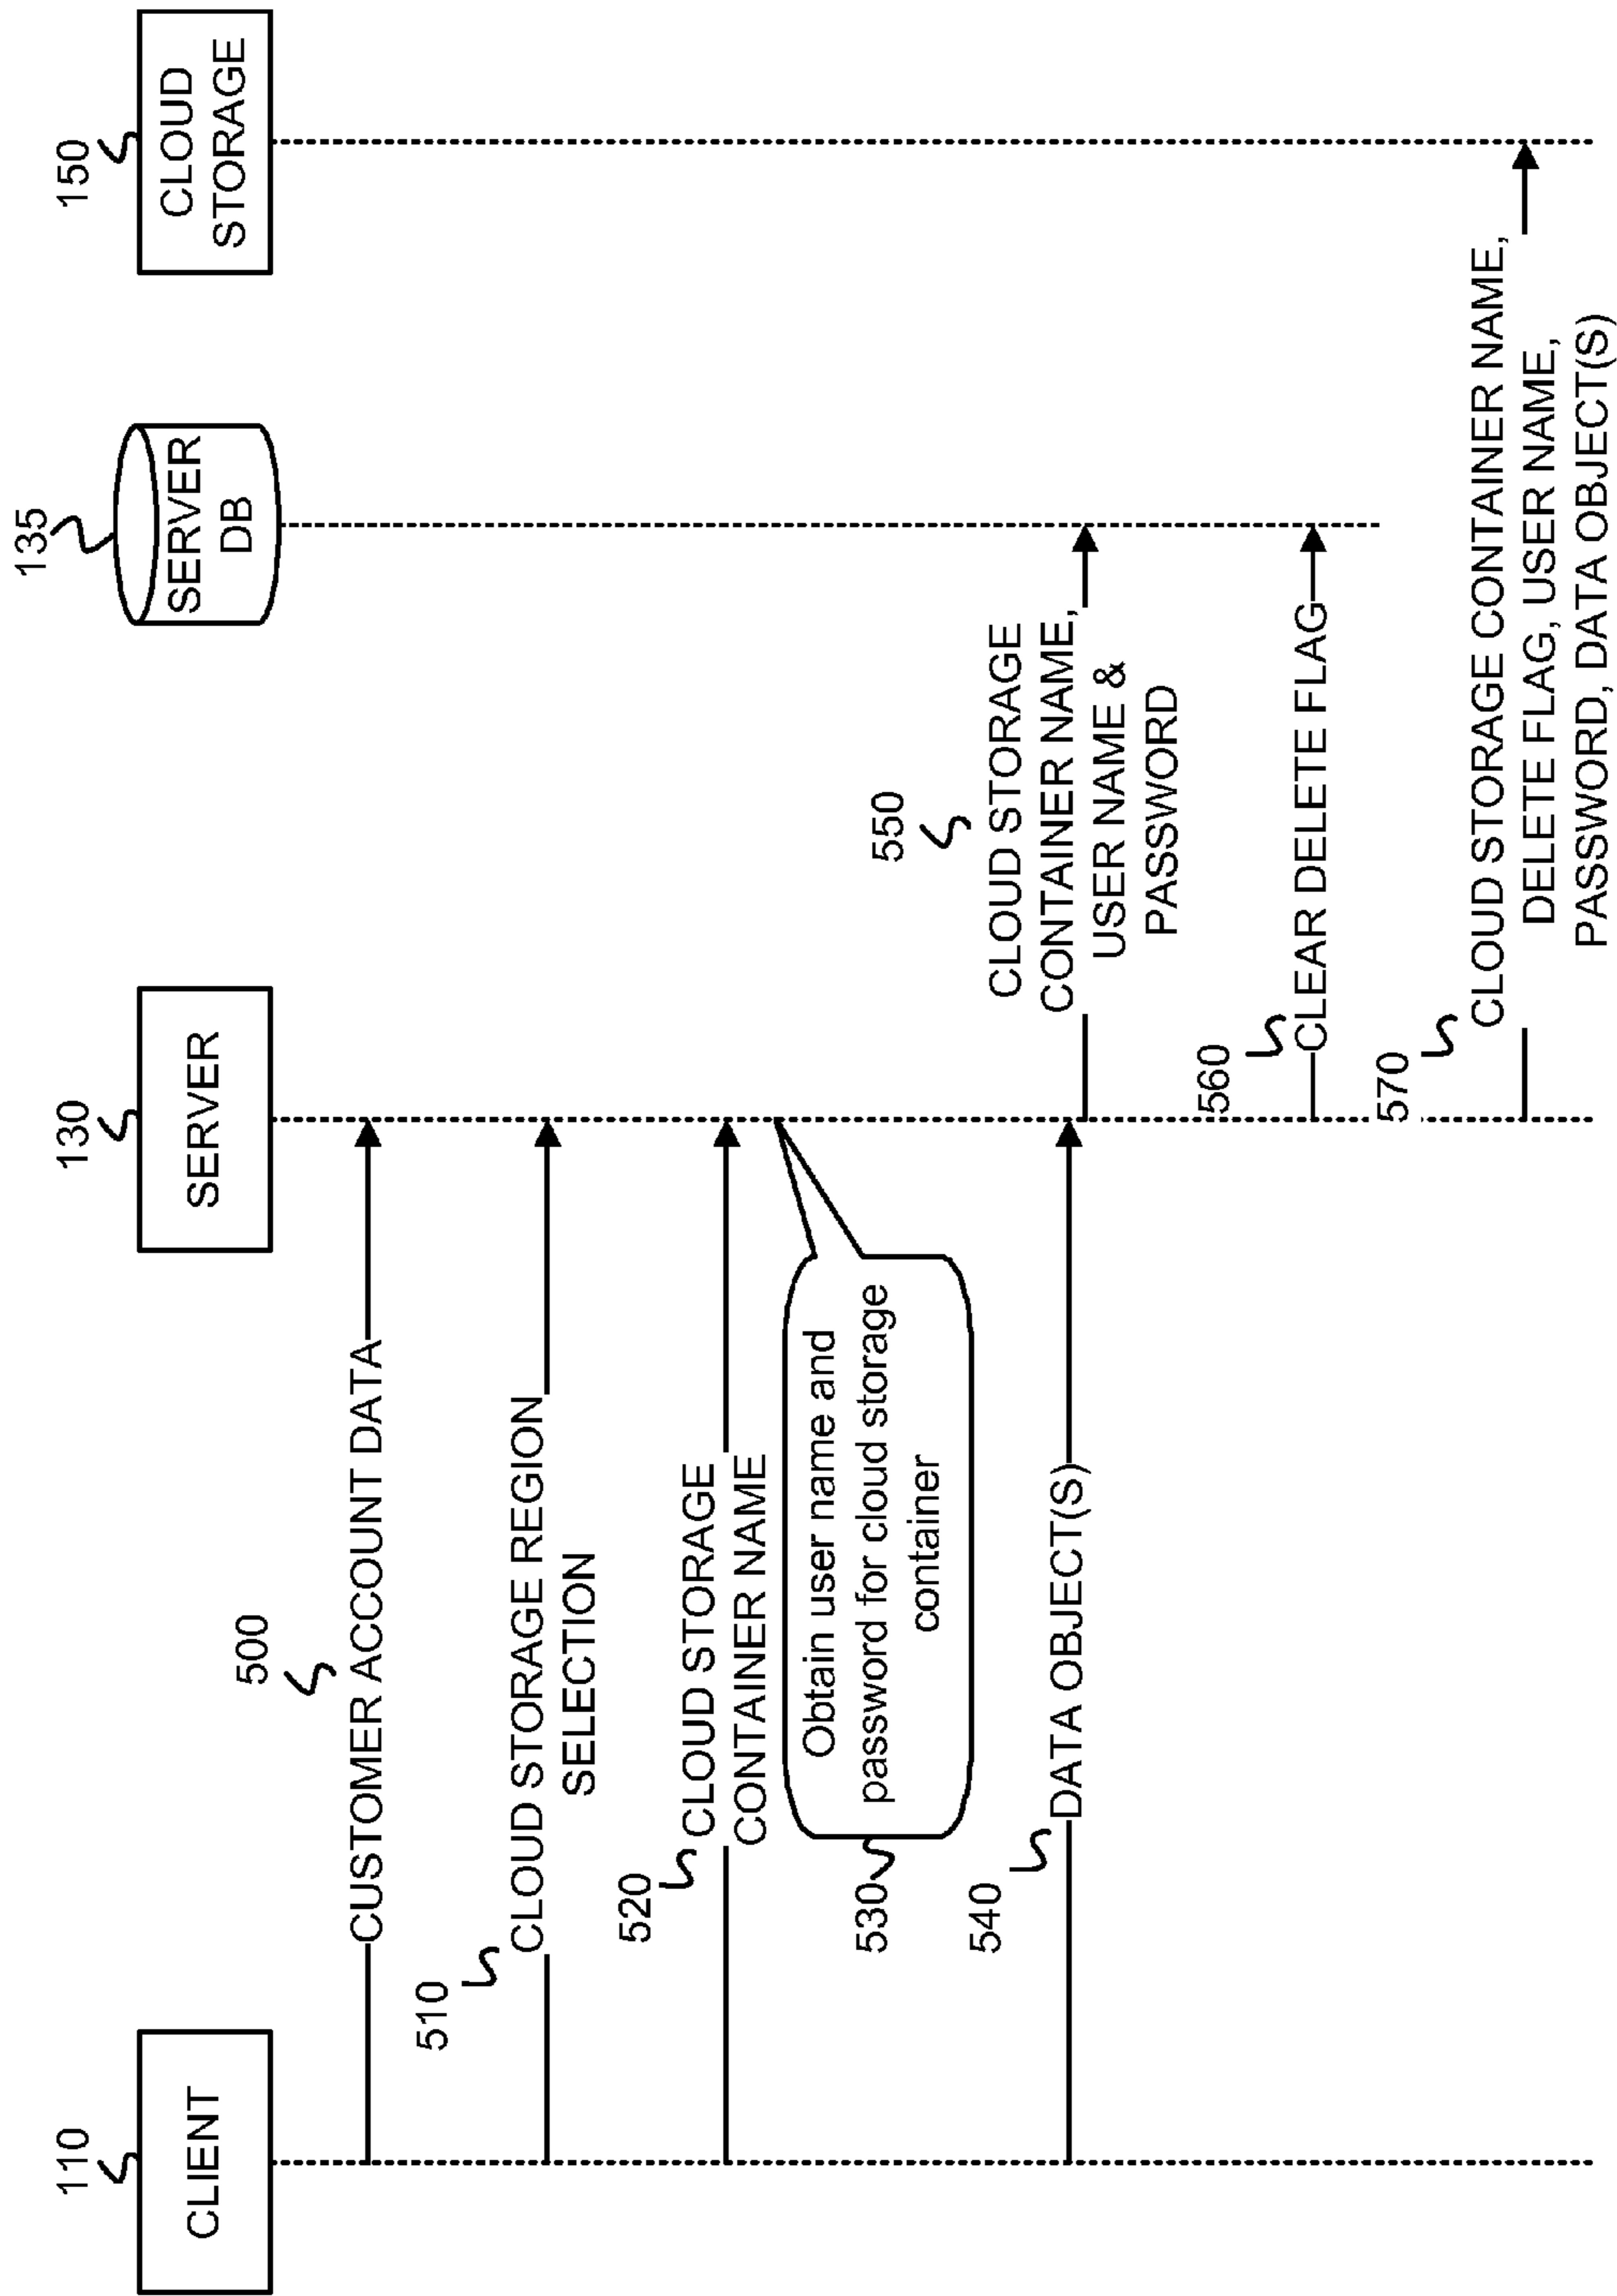 110
CLIENT
130
SERVER
135
SERVER
DB
150
CLOUD
STORAGE
500
CUSTOMER ACCOUNT DATA
510
CLOUD STORAGE REGION
SELECTION
520
CLOUD STORAGE
CONTAINER NAME
530
Obtain user name and
password for cloud storage
container
540
DATA OBJECT(S)
550
CLOUD STORAGE
CONTAINER NAME,
USER NAME &
PASSWORD
560
CLEAR DELETE FLAG
570
CLOUD STORAGE CONTAINER NAME,
DELETE FLAG, USER NAME,
PASSWORD, DATA OBJECT(S)